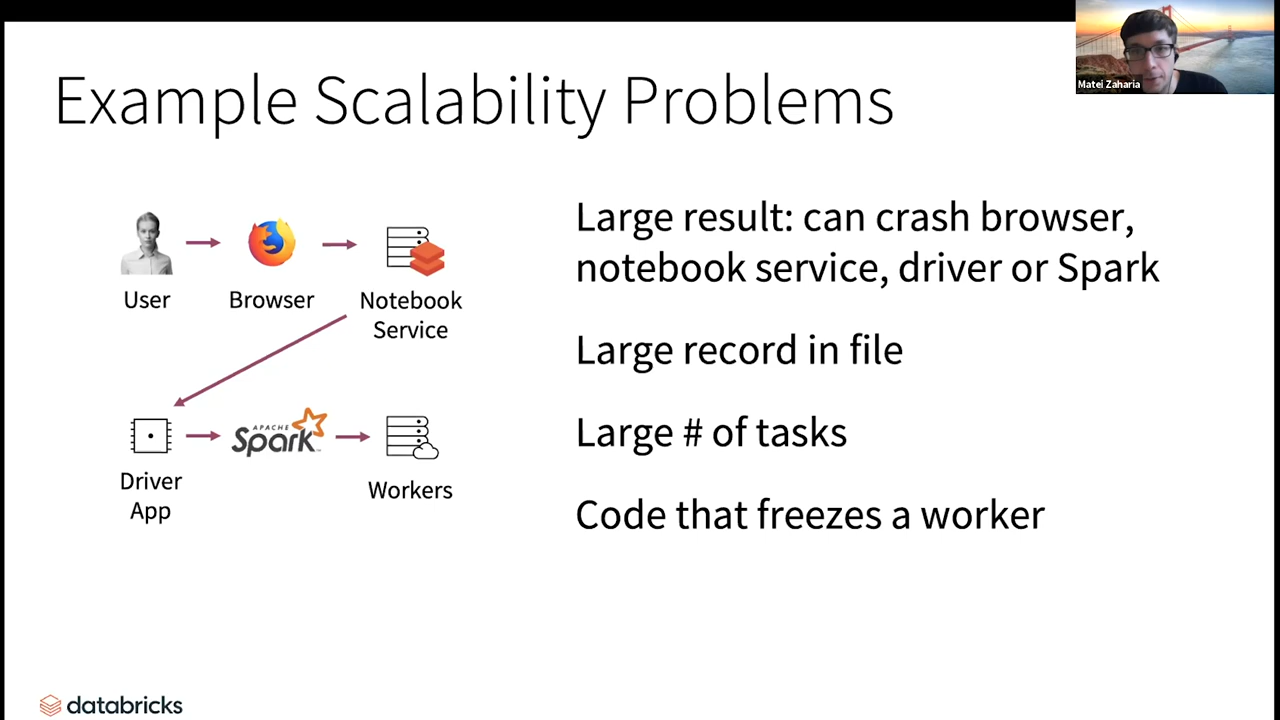 Matei Zaharia
Example Scalability Problems
User
Browser
Notebook
Service
Driver
App
APACHE
Spark
Workers
Large result: can crash browser,
notebook service, driver or Spark
Large record in file
Large # of tasks
Code that freezes a worker
databricks